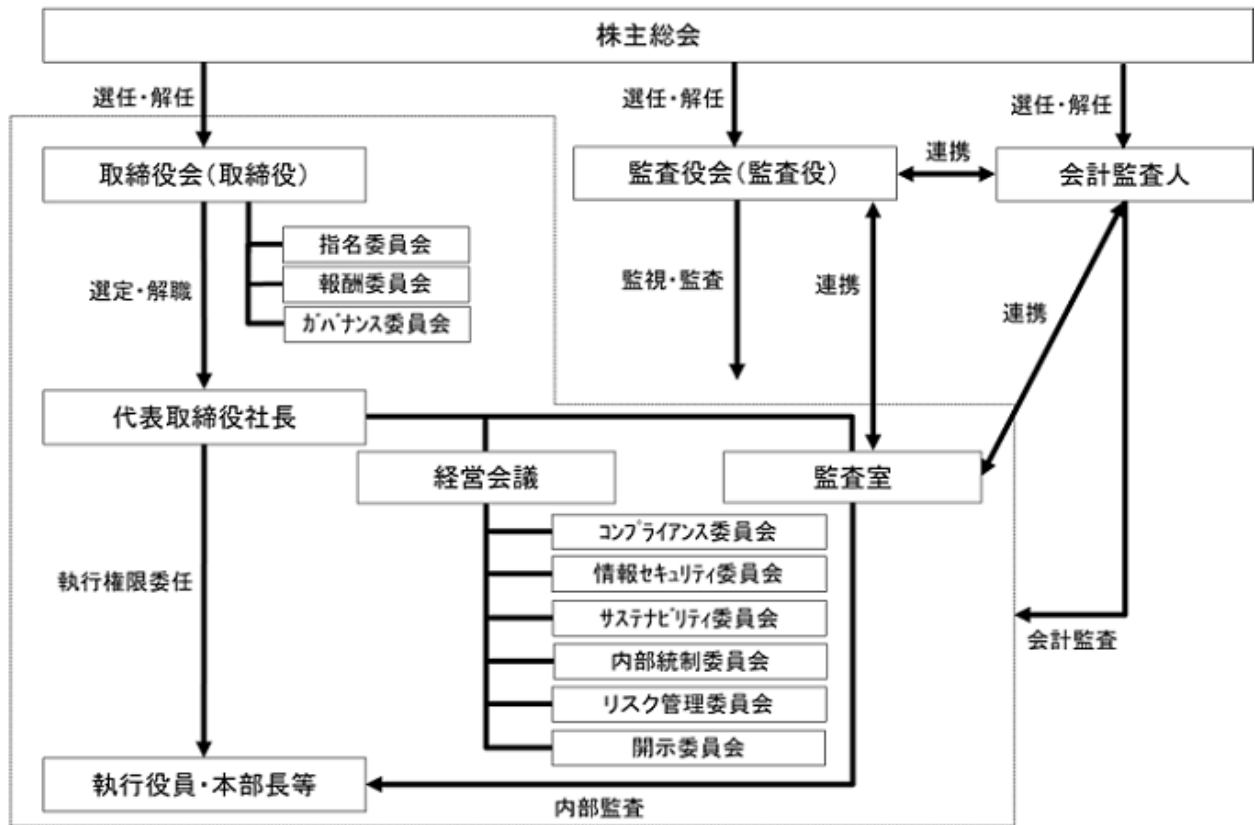 株主総会
選任・解任
選任・解任
選任・解任
取締役会(取締役)
監査役会(監査役)
連携
会計監査人
指名委員会
報酬委員会
ガバナンス委員会
選定・解職
監視・監査
連携
連携
代表取締役社長
経営会議
監査室
コンプライアンス委員会
情報セキュリティ委員会
サステナビリティ委員会
内部統制委員会
リスク管理委員会
開示委員会
執行権限委任
会計監査
執行役員・本部長等
内部監査